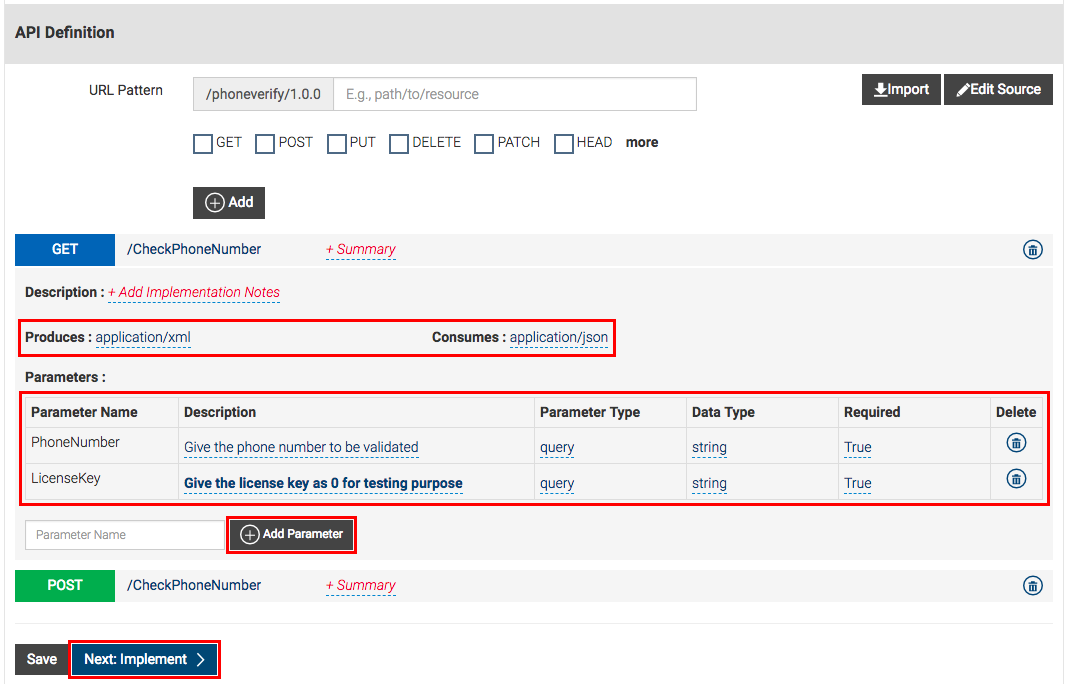 API Definition
URL Pattern /phoneverify/1.0.0 E.g., path/to/resource Import Edit Source
GET POST PUT DELETE PATCH HEAD more
Add
GET /CheckPhoneNumber + Summary
Description : + Add Implementation Notes
Produces : application/xml Consumes : application/json
Parameters :
Parameter Name Description Parameter Type Data Type Required Delete
PhoneNumber Give the phone number to be validated query string True
LicenseKey Give the license key as 0 for testing purpose query string True
Parameter Name Add Parameter
POST /CheckPhoneNumber + Summary
Save Next: Implement